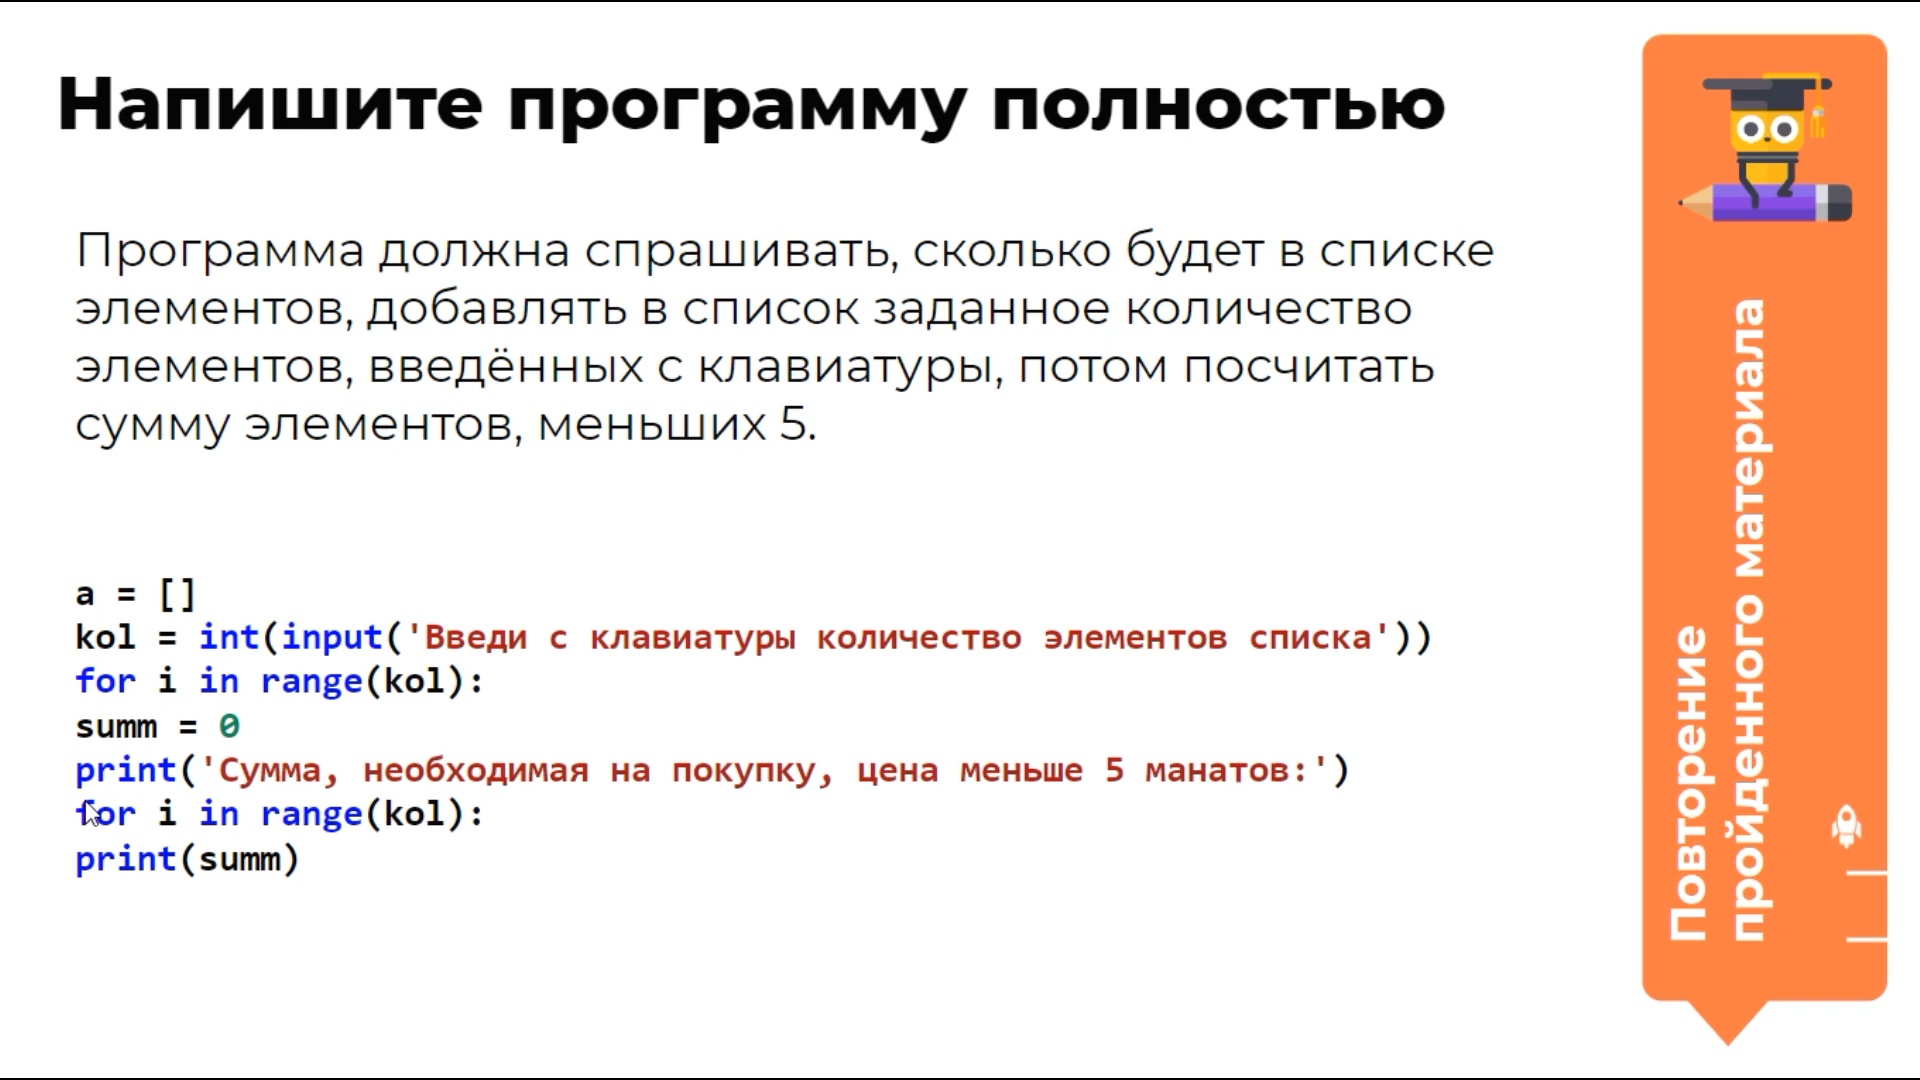 Напишите программу полностью
Программа должна спрашивать, сколько будет в списке
элементов, добавлять в список заданное количество
элементов, введённых с клавиатуры, потом посчитать
сумму элементов, меньших 5.
a = []
kol = int(input('Введи с клавиатуры количество элементов списка'))
for i in range(kol):
summ = 0
print('Сумма, необходимая на покупку, цена меньше 5 манатов:')
for i in range(kol):
print(summ)
Повторение
пройденного материала